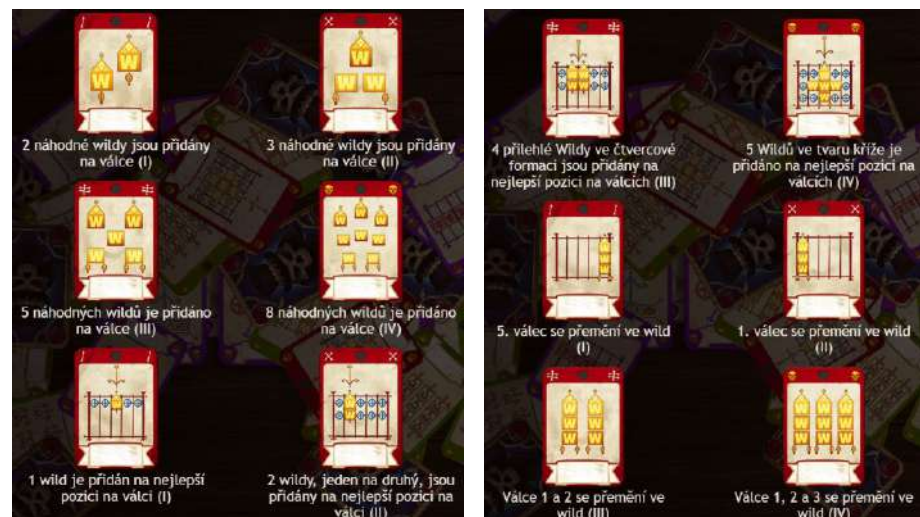 2 náhodné wildy jsou přidány
na válce (I)
3 náhodné wildy jsou přidány
na válce (II)
5 náhodných wildů je přidáno
na válce (III)
8 náhodných wildů je přidáno
na válce (IV)
1 wild je přidán na nejlepší
pozici na válci (I)
2 wildy, jeden na druhý, jsou
přidány na nejlepší pozici na
válci (II)
4 přilehlé Wildy ve čtvercové
formaci jsou přidány na
nejlepší pozici na válcích (III)
5 Wildů ve tvaru kříže je
přidáno na nejlepší pozici na
válcích (IV)
5. válec se přemění ve wild
(I)
1. válec se přemění ve wild
(II)
Válce 1 a 2 se přemění ve
wild (III)
Válce 1, 2 a 3 se přemění ve
wild (IV)